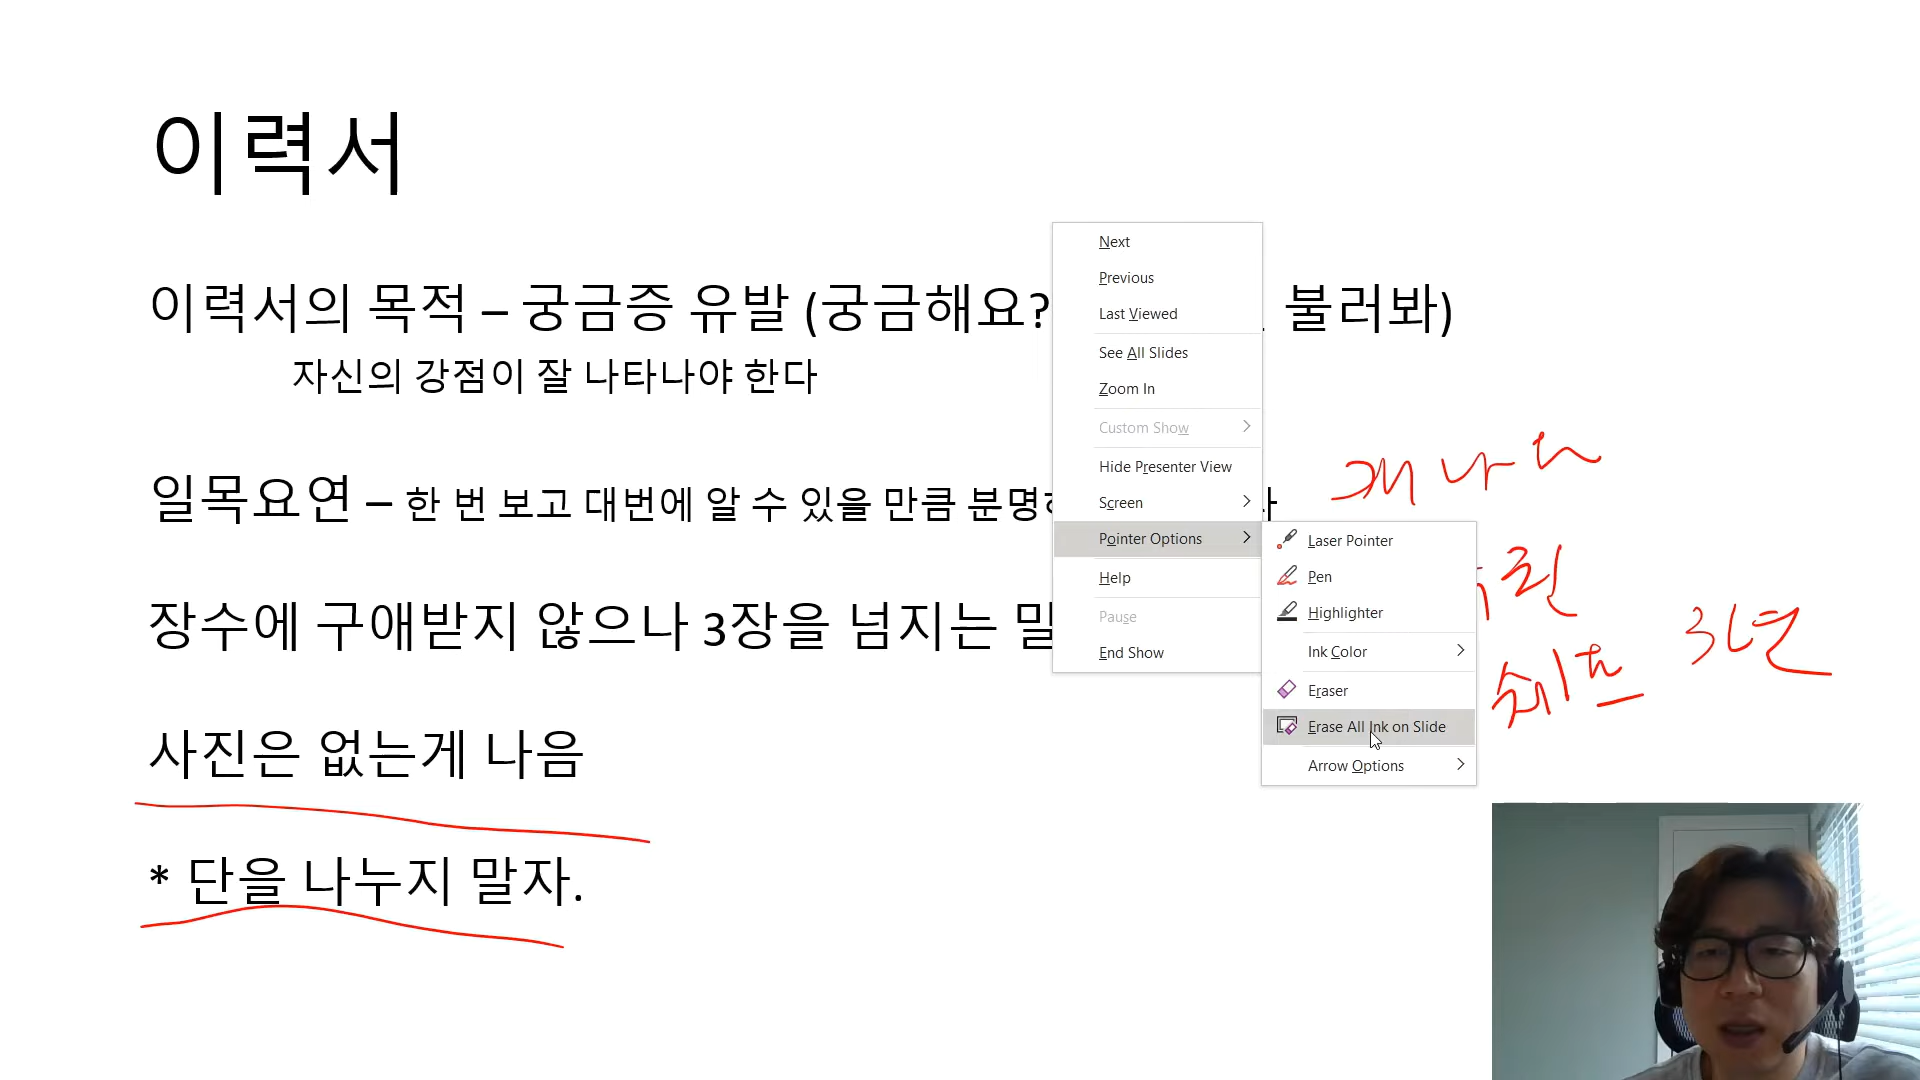 이력서
이력서의 목적 – 궁금증 유발 (궁금해요? 불러봐)
자신의 강점이 잘 나타나야 한다
일목요연 – 한 번 보고 대번에 알 수 있을 만큼 분명
장수에 구애받지 않으나 3장을 넘지는 말
사진은 없는게 나음
* 단을 나누지 말자.
캐나다
3년
Next
Previous
Last Viewed
See All Slides
Zoom In
Custom Show
Hide Presenter View
Screen
Pointer Options
Help
Pause
End Show
Laser Pointer
Pen
Highlighter
Ink Color
Eraser
Erase All Ink on Slide
Arrow Options